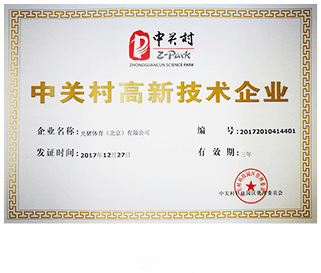 中关村
Z-Park
ZHONGGUANCUN SCIENCE PARK
中关村高新技术企业
企业名称：光猪体育（北京）有限公司 编 号：20172010414401
发证时间：2017年12月27日 有 效 期：三年
中关村科技园区管理委员会